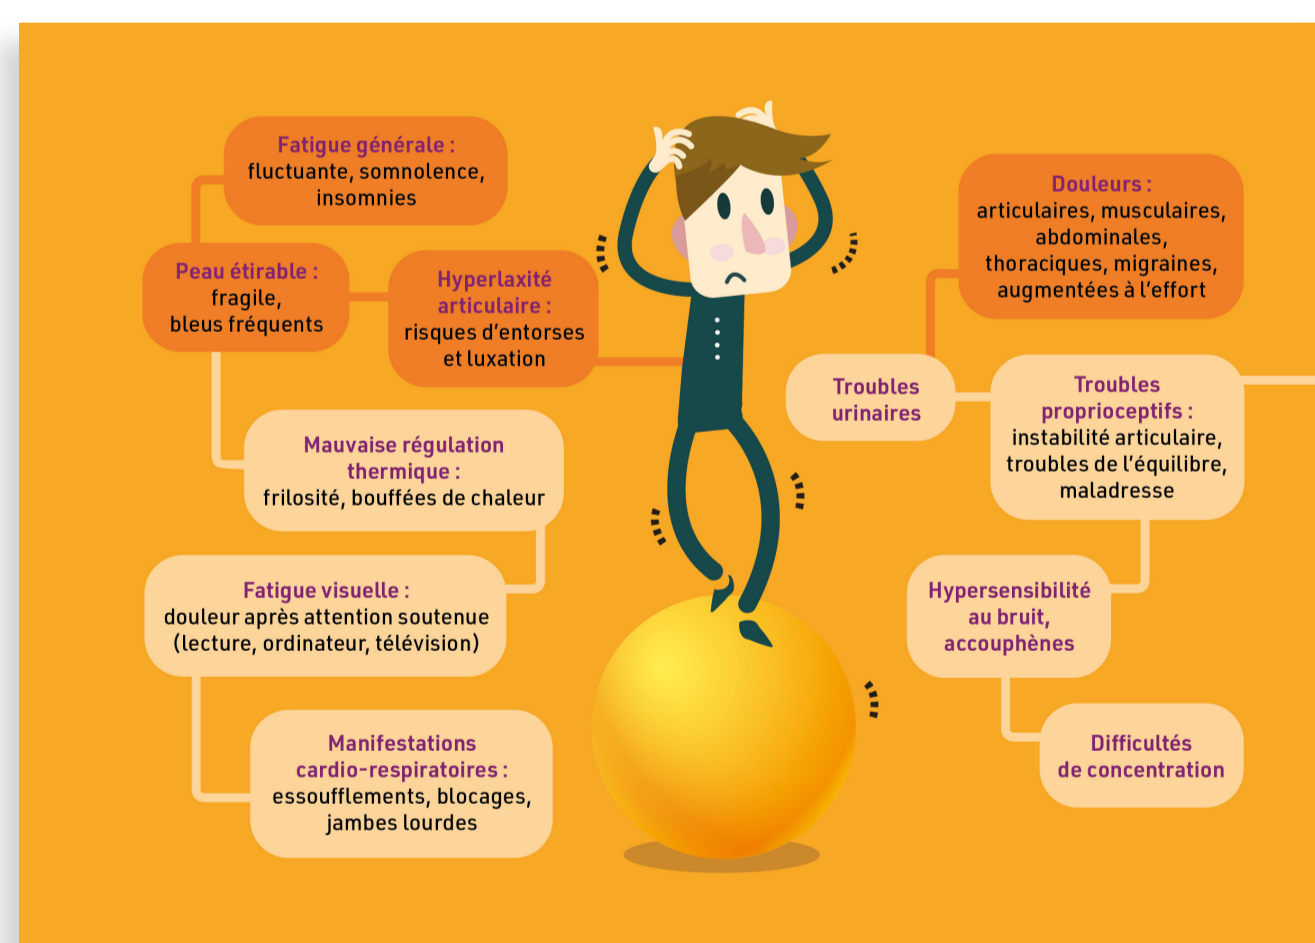 Fatigue générale :
fluctuante, somnolence,
insomnies
Peau étirable :
fragile,
bleus fréquents
Hyperlaxité
articulaire :
risques d'entorses
et luxation
Mauvaise régulation
thermique :
frilosité, bouffées de chaleur
Fatigue visuelle :
douleur après attention soutenue
(lecture, ordinateur, télévision)
Manifestations
cardio-respiratoires :
essoufflements, blocages,
jambes lourdes
Douleurs :
articulaires, musculaires,
abdominales,
thoraciques, migraines,
augmentées à l'effort
Troubles
urinaires
Troubles
proprioceptifs :
instabilité articulaire,
troubles de l'équilibre,
maladresse
Hypersensibilité
au bruit,
accouphènes
Difficultés
de concentration